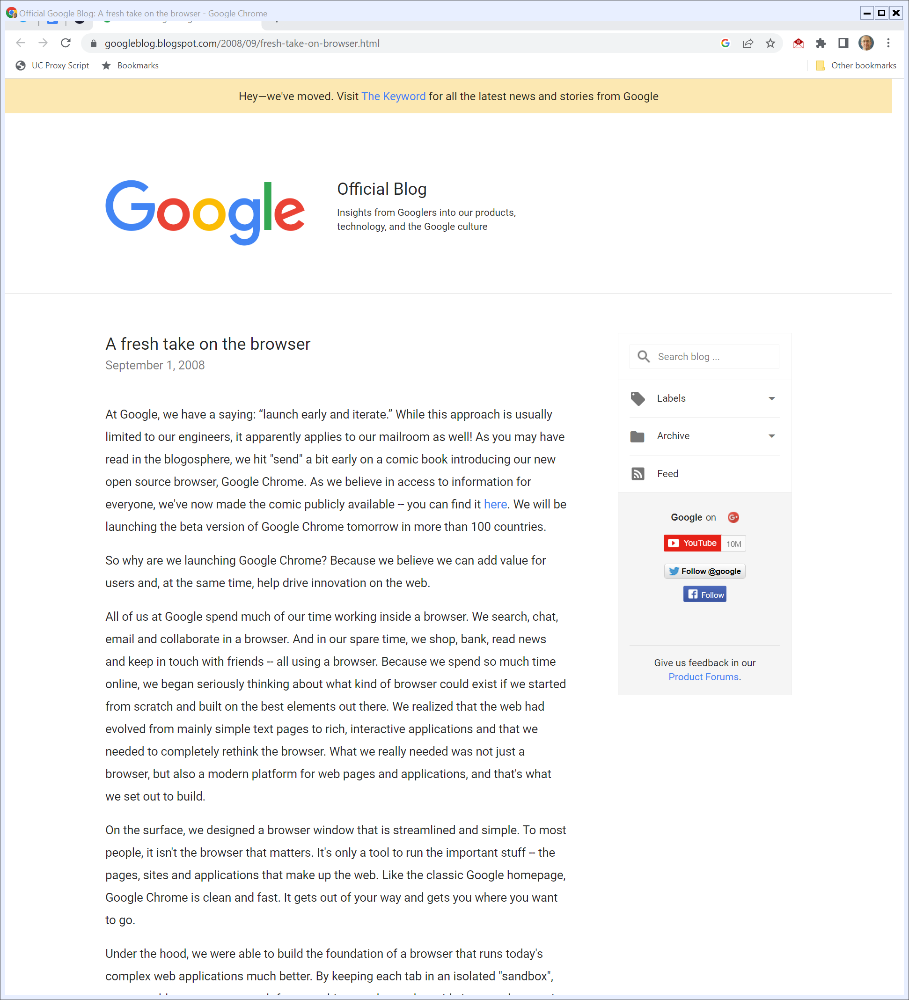 Official Google Blog: A fresh take on the browser - Google Chrome
googleblog.blogspot.com/2008/09/fresh-take-on-browser.html
UC Proxy Script
Bookmarks
Other bookmarks
Hey—we've moved. Visit The Keyword for all the latest news and stories from Google
Google
Official Blog
Insights from Googlers into our products,
technology, and the Google culture
A fresh take on the browser
September 1, 2008
At Google, we have a saying: “launch early and iterate.” While this approach is usually
limited to our engineers, it apparently applies to our mailroom as well! As you may have
read in the blogosphere, we hit "send" a bit early on a comic book introducing our new
open source browser, Google Chrome. As we believe in access to information for
everyone, we've now made the comic publicly available -- you can find it here. We will be
launching the beta version of Google Chrome tomorrow in more than 100 countries.
So why are we launching Google Chrome? Because we believe we can add value for
users and, at the same time, help drive innovation on the web.
All of us at Google spend much of our time working inside a browser. We search, chat,
email and collaborate in a browser. And in our spare time, we shop, bank, read news
and keep in touch with friends -- all using a browser. Because we spend so much time
online, we began seriously thinking about what kind of browser could exist if we started
from scratch and built on the best elements out there. We realized that the web had
evolved from mainly simple text pages to rich, interactive applications and that we
needed to completely rethink the browser. What we really needed was not just a
browser, but also a modern platform for web pages and applications, and that's what
we set out to build.
On the surface, we designed a browser window that is streamlined and simple. To most
people, it isn't the browser that matters. It's only a tool to run the important stuff -- the
pages, sites and applications that make up the web. Like the classic Google homepage,
Google Chrome is clean and fast. It gets out of your way and gets you where you want
to go.
Under the hood, we were able to build the foundation of a browser that runs today's
complex web applications much better. By keeping each tab in an isolated "sandbox",
Search blog ...
Labels
Archive
Feed
Google on G+
YouTube 10M
Follow @google
Follow
Give us feedback in our
Product Forums.